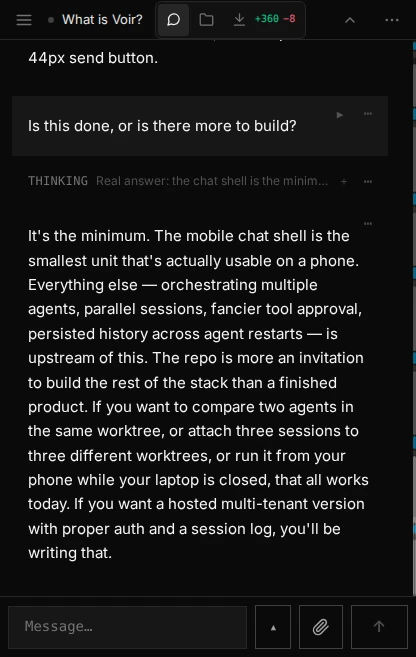 What is Voir?
+360 −8
44px send button.
Is this done, or is there more to build?
THINKING Real answer: the chat shell is the minim…
It's the minimum. The mobile chat shell is the
smallest unit that's actually usable on a phone.
Everything else — orchestrating multiple
agents, parallel sessions, fancier tool approval,
persisted history across agent restarts — is
upstream of this. The repo is more an invitation
to build the rest of the stack than a finished
product. If you want to compare two agents in
the same worktree, or attach three sessions to
three different worktrees, or run it from your
phone while your laptop is closed, that all works
today. If you want a hosted multi-tenant version
with proper auth and a session log, you'll be
writing that.
Message…